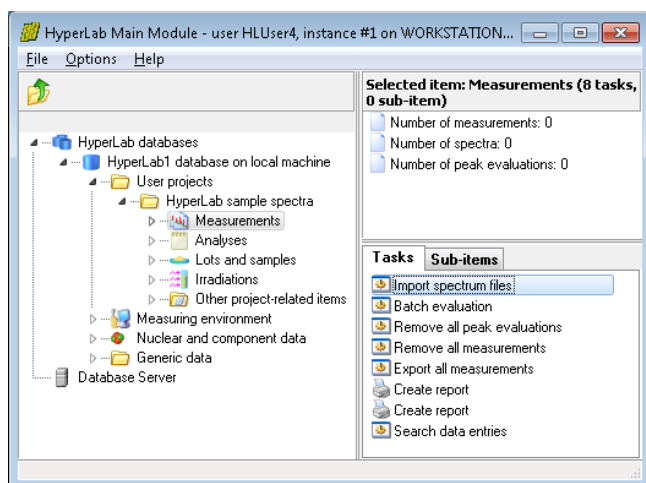 HyperLab Main Module - user HLUser4, instance #1 on WORKSTATION...
File Options Help
HyperLab databases
HyperLab1 database on local machine
User projects
HyperLab sample spectra
Measurements
Analyses
Lots and samples
Irradiations
Other project-related items
Measuring environment
Nuclear and component data
Generic data
Database Server
Selected item: Measurements (8 tasks,
0 sub-item)
Number of measurements: 0
Number of spectra: 0
Number of peak evaluations: 0
Tasks Sub-items
Import spectrum files
Batch evaluation
Remove all peak evaluations
Remove all measurements
Export all measurements
Create report
Create report
Search data entries